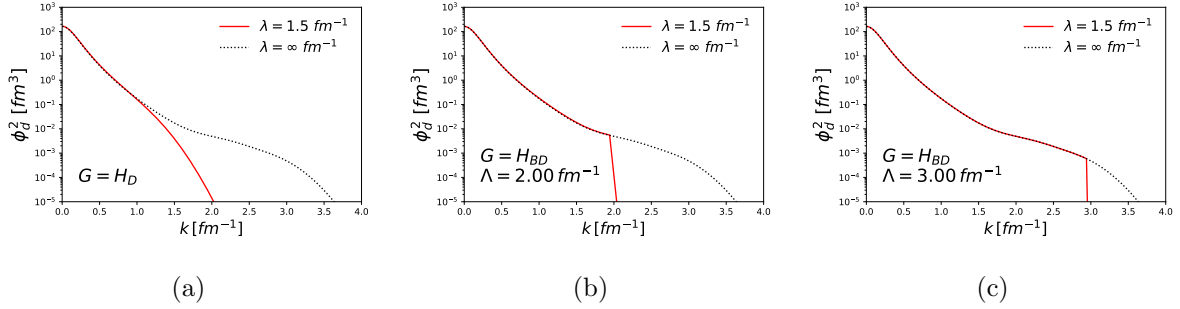 λ = 1.5 fm⁻¹
λ = ∞ fm⁻¹
ϕ_d² [fm³]
10²
10¹
10⁰
10⁻¹
10⁻²
10⁻³
10⁻⁴
10⁻⁵
G = H_D
0.0 0.5 1.0 1.5 2.0 2.5 3.0 3.5 4.0
k [fm⁻¹]
(a)
λ = 1.5 fm⁻¹
λ = ∞ fm⁻¹
ϕ_d² [fm³]
10²
10¹
10⁰
10⁻¹
10⁻²
10⁻³
10⁻⁴
10⁻⁵
G = H_BD
Λ = 2.00 fm⁻¹
0.0 0.5 1.0 1.5 2.0 2.5 3.0 3.5 4.0
k [fm⁻¹]
(b)
λ = 1.5 fm⁻¹
λ = ∞ fm⁻¹
ϕ_d² [fm³]
10²
10¹
10⁰
10⁻¹
10⁻²
10⁻³
10⁻⁴
10⁻⁵
G = H_BD
Λ = 3.00 fm⁻¹
0.0 0.5 1.0 1.5 2.0 2.5 3.0 3.5 4.0
k [fm⁻¹]
(c)